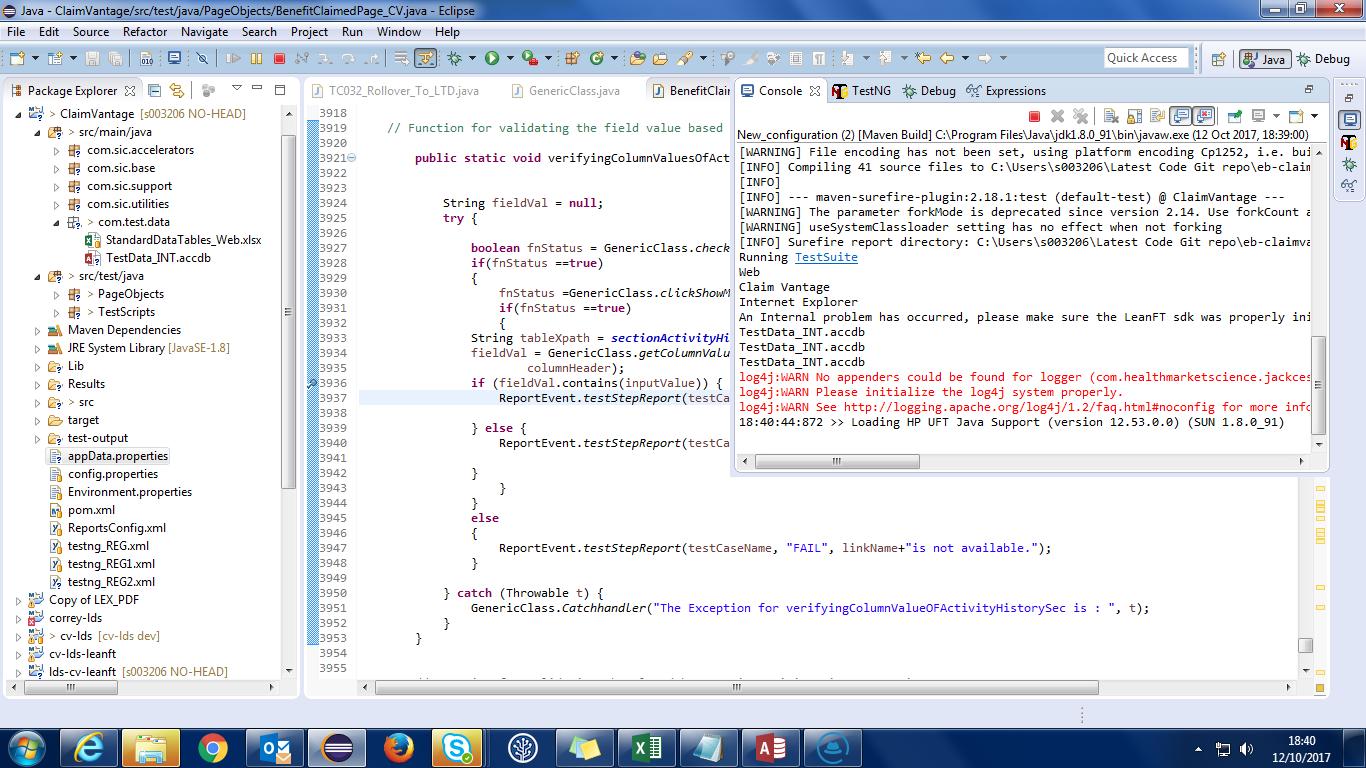 Java - ClaimVantage/src/test/java/PageObjects/BenefitClaimedPage_CV.java - Eclipse
File Edit Source Refactor Navigate Search Project Run Window Help
Quick Access
Java
Debug
Package Explorer
ClaimVantage [s003206 NO-HEAD]
> src/main/java
com.sic.accelerators
com.sic.base
com.sic.support
com.sic.utilities
> com.test.data
StandardDataTables_Web.xlsx
TestData_INT.accdb
> src/test/java
> PageObjects
> TestScripts
Maven Dependencies
JRE System Library [JavaSE-1.8]
Lib
Results
> src
target
test-output
appData.properties
config.properties
Environment.properties
pom.xml
ReportsConfig.xml
testng_REG.xml
testng_REG1.xml
testng_REG2.xml
Copy of LEX_PDF
correy-lds
> cv-lds [cv-lds dev]
cv-lds-leanft
lds-cv-leanft [s003206 NO-HEAD]
TC032_Rollover_To_LTD.java
GenericClass.java
BenefitClai
3918
3919 // Function for validating the field value based
3920
3921 public static void verifyingColumnValuesOfAct
3922
3923
3924 String fieldVal = null;
3925 try {
3926
3927 boolean fnStatus = GenericClass.check
3928 if(fnStatus ==true)
3929 {
3930 fnStatus =GenericClass.clickShowM
3931 if(fnStatus ==true)
3932 {
3933 String tableXpath = sectionActivityHi
3934 fieldVal = GenericClass.getColumnValu
3935 columnHeader);
3936 if (fieldVal.contains(inputValue)) {
3937 ReportEvent.testStepReport(testCa
3938
3939 } else {
3940 ReportEvent.testStepReport(testCa
3941
3942 }
3943 }
3944 }
3945 else
3946 {
3947 ReportEvent.testStepReport(testCaseName, "FAIL", linkName+"is not available.");
3948 }
3949
3950 } catch (Throwable t) {
3951 GenericClass.Catchhandler("The Exception for verifyingColumnValueOFActivityHistorySec is : ", t);
3952 }
3953 }
3954
3955
Console
TestNG
Debug
Expressions
New_configuration (2) [Maven Build] C:\Program Files\Java\jdk1.8.0_91\bin\javaw.exe (12 Oct 2017, 18:39:00)
[WARNING] File encoding has not been set, using platform encoding Cp1252, i.e. bui
[INFO] Compiling 41 source files to C:\Users\s003206\Latest Code Git repo\eb-claim
[INFO]
[INFO] --- maven-surefire-plugin:2.18.1:test (default-test) @ ClaimVantage ---
[WARNING] The parameter forkMode is deprecated since version 2.14. Use forkCount a
[WARNING] useSystemClassloader setting has no effect when not forking
[INFO] Surefire report directory: C:\Users\s003206\Latest Code Git repo\eb-claimva
Running TestSuite
Web
Claim Vantage
Internet Explorer
An Internal problem has occurred, please make sure the LeanFT sdk was properly ini
TestData_INT.accdb
TestData_INT.accdb
TestData_INT.accdb
log4j:WARN No appenders could be found for logger (com.healthmarketscience.jackces
log4j:WARN Please initialize the log4j system properly.
log4j:WARN See http://logging.apache.org/log4j/1.2/faq.html#noconfig for more info
18:40:44:872 >> Loading HP UFT Java Support (version 12.53.0.0) (SUN 1.8.0_91)
18:40
12/10/2017